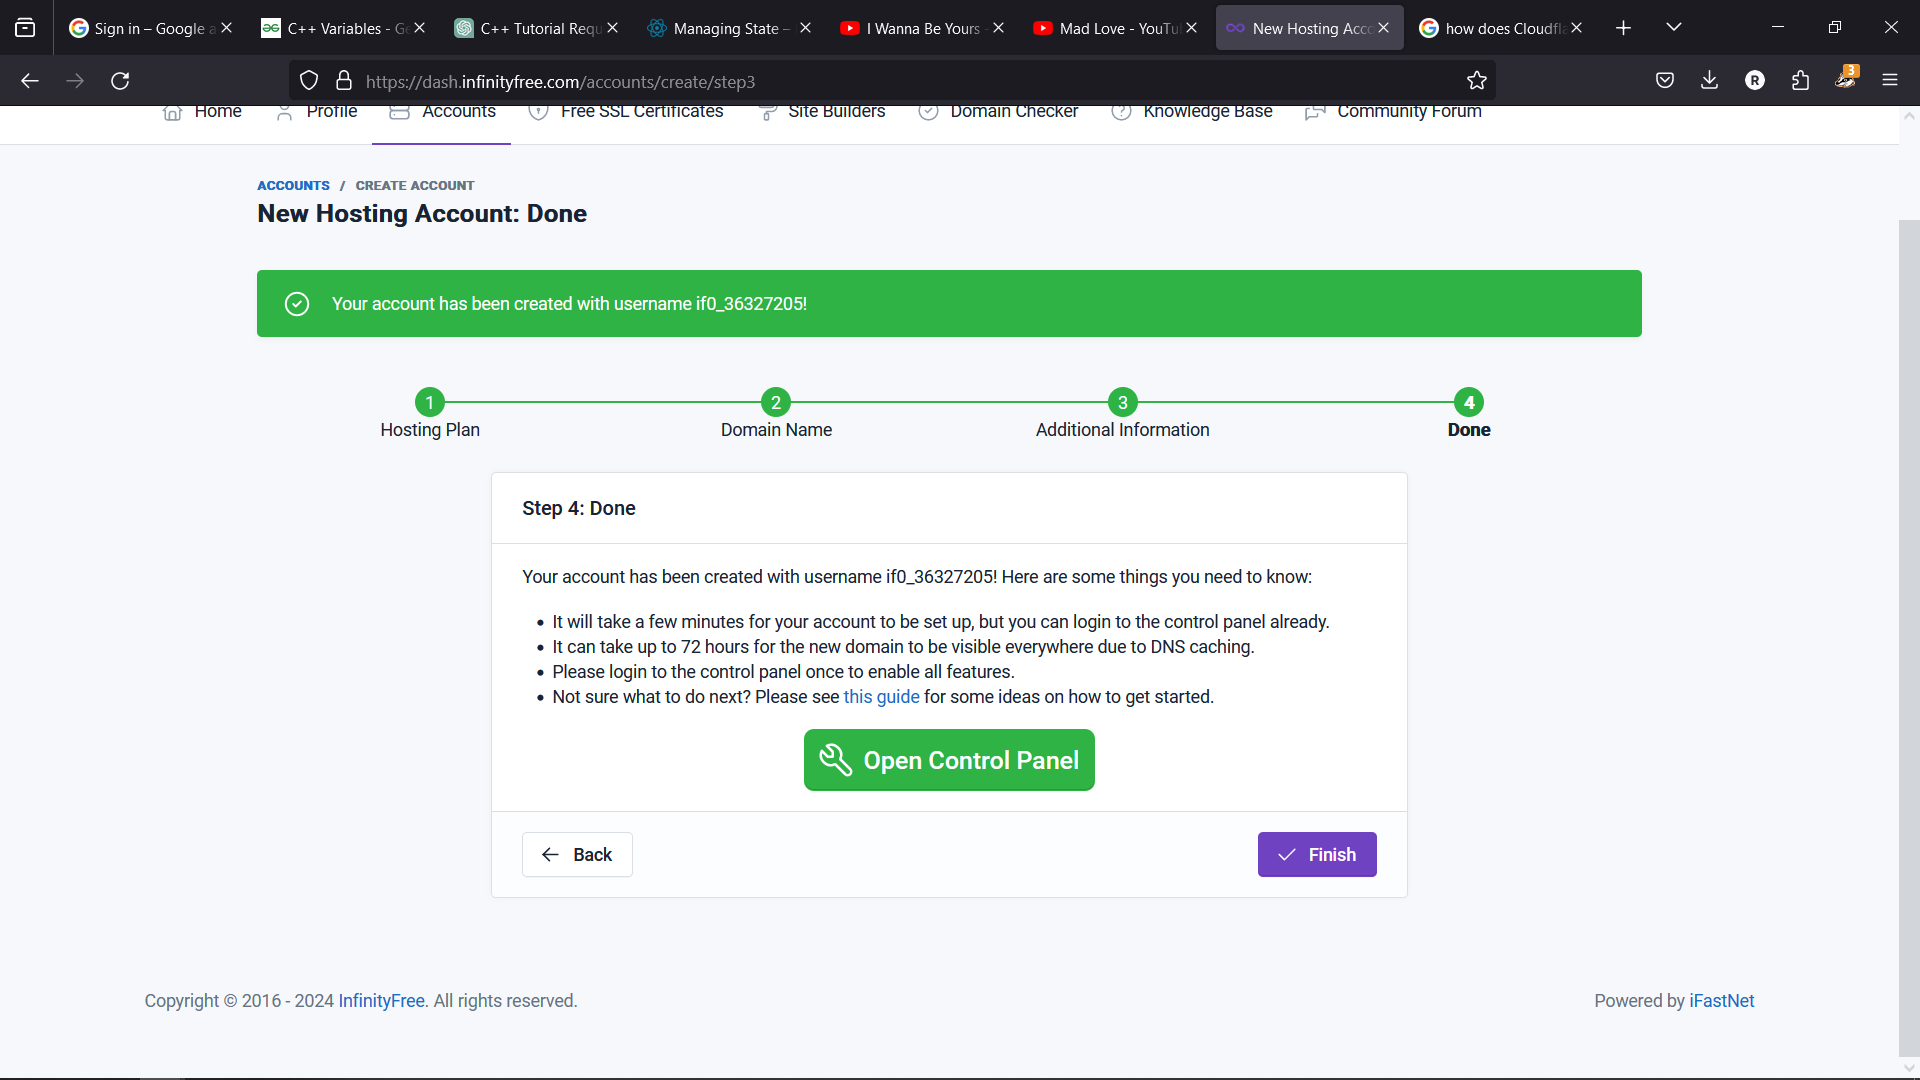 Sign in – Google a
C++ Variables - Ge
C++ Tutorial Requ
Managing State –
I Wanna Be Yours -
Mad Love - YouTu
New Hosting Acco
how does Cloudfla
https://dash.infinityfree.com/accounts/create/step3
R
3
Home Profile Accounts Free SSL Certificates Site Builders Domain Checker Knowledge Base Community Forum
ACCOUNTS / CREATE ACCOUNT
New Hosting Account: Done
Your account has been created with username if0_36327205!
1 2 3 4
Hosting Plan Domain Name Additional Information Done
Step 4: Done
Your account has been created with username if0_36327205! Here are some things you need to know:
• It will take a few minutes for your account to be set up, but you can login to the control panel already.
• It can take up to 72 hours for the new domain to be visible everywhere due to DNS caching.
• Please login to the control panel once to enable all features.
• Not sure what to do next? Please see this guide for some ideas on how to get started.
Open Control Panel
Back Finish
Copyright © 2016 - 2024 InfinityFree. All rights reserved. Powered by iFastNet